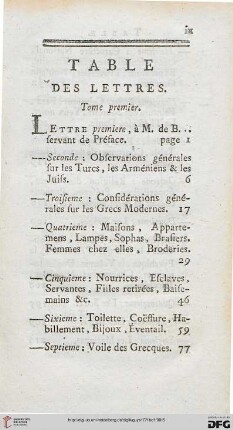 ix
TABLE
DES LETTRES.
Tome premier.
LETTRE premiere, à M. de B...
servant de Préface. page 1
—Seconde : Observations générales
sur les Turcs, les Arméniens & les
Juifs. 6
—Troisieme : Considérations géné-
rales sur les Grecs Modernes. 17
—Quatrieme : Maisons, Apparte-
mens, Lampes, Sophas, Brasiers.
Femmes chez elles, Broderies.
29
—Cinquieme : Nourrices, Esclaves,
Servantes, Filles retirées, Baise-
mains &c. 46
—Sixieme : Toilette, Coëssure, Ha-
billement, Bijoux, Éventail. 59
—Septieme : Voile des Grecques. 77
DFG